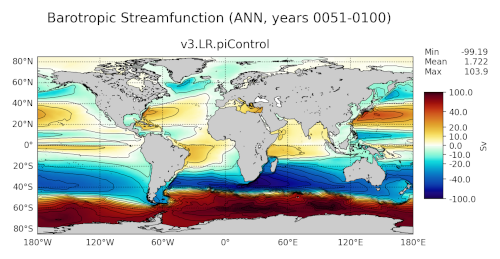 Barotropic Streamfunction (ANN, years 0051-0100)
v3.LR.piControl
Min -99.19
Mean 1.722
Max 103.9
80°N
60°N
40°N
20°N
0°
20°S
40°S
60°S
80°S
180°W 120°W 60°W 0° 60°E 120°E 180°E
100.0
40.0
20.0
10.0
0.0
-10.0
-20.0
-40.0
-100.0
Sv